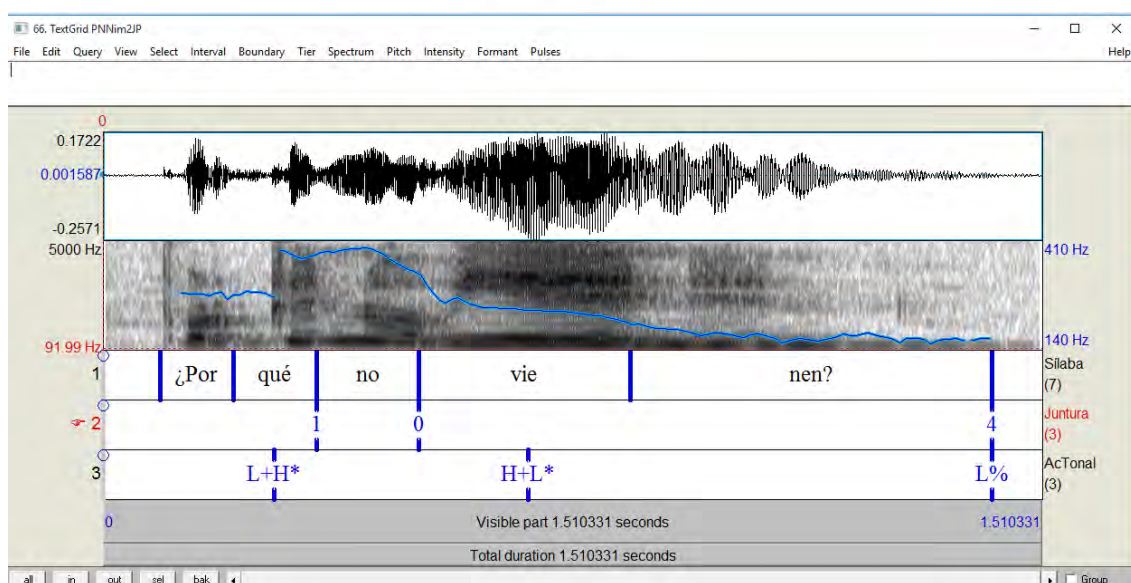 66. TextGrid PNNim2JP
File Edit Query View Select Interval Boundary Tier Spectrum Pitch Intensity Formant Pulses Help
0
0.1722
0.001587
-0.2571
5000 Hz 410 Hz
91.99 Hz 140 Hz
1 ¿Por qué no vie nen? Sílaba
(7)
2 1 0 4 Juntura
(3)
3 L+H* H+L* L% AcTonal
(3)
0 Visible part 1.510331 seconds 1.510331
Total duration 1.510331 seconds
all in out sel bak Group